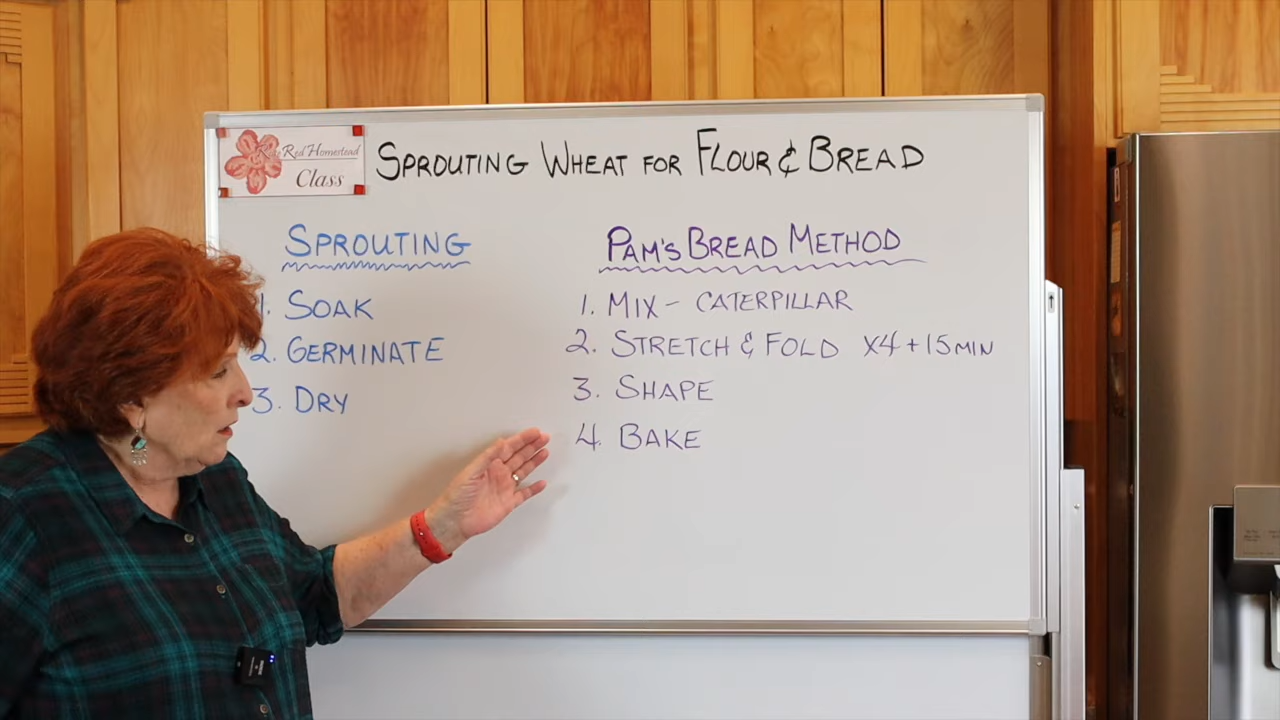 Red Homestead
Class
SPROUTING WHEAT FOR FLOUR & BREAD
SPROUTING
1. SOAK
2. GERMINATE
3. DRY
PAM'S BREAD METHOD
1. MIX - CATERPILLAR
2. STRETCH & FOLD X4 + 15 MIN
3. SHAPE
4. BAKE